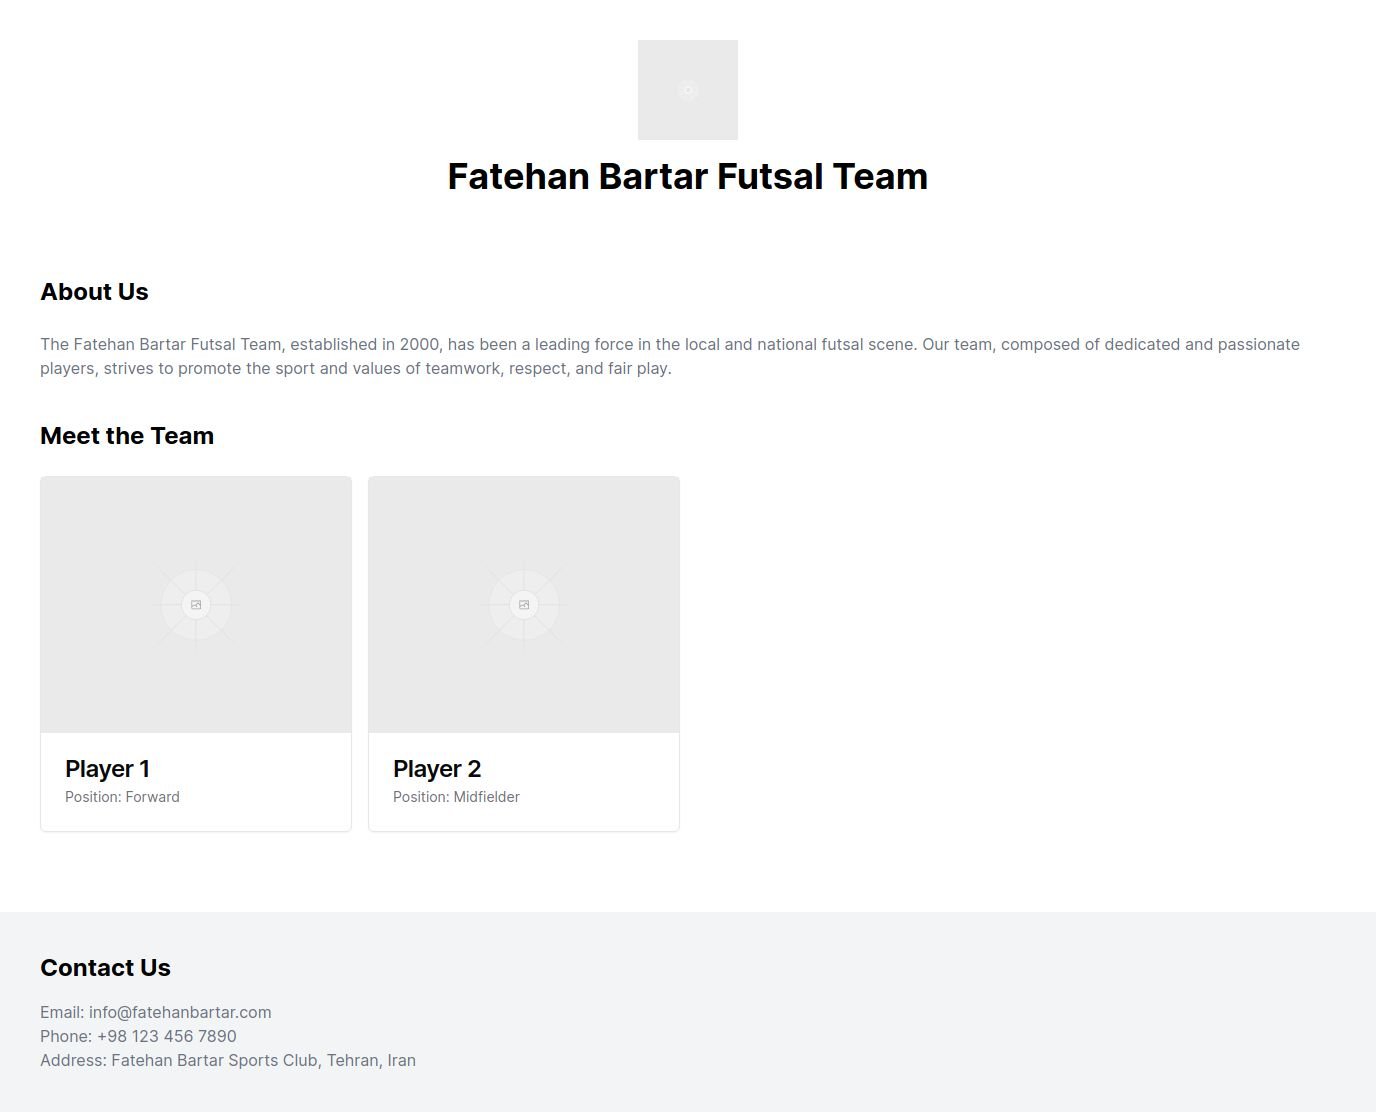 Fatehan Bartar Futsal Team
About Us
The Fatehan Bartar Futsal Team, established in 2000, has been a leading force in the local and national futsal scene. Our team, composed of dedicated and passionate
players, strives to promote the sport and values of teamwork, respect, and fair play.
Meet the Team
Player 1
Position: Forward
Player 2
Position: Midfielder
Contact Us
Email: info@fatehanbartar.com
Phone: +98 123 456 7890
Address: Fatehan Bartar Sports Club, Tehran, Iran